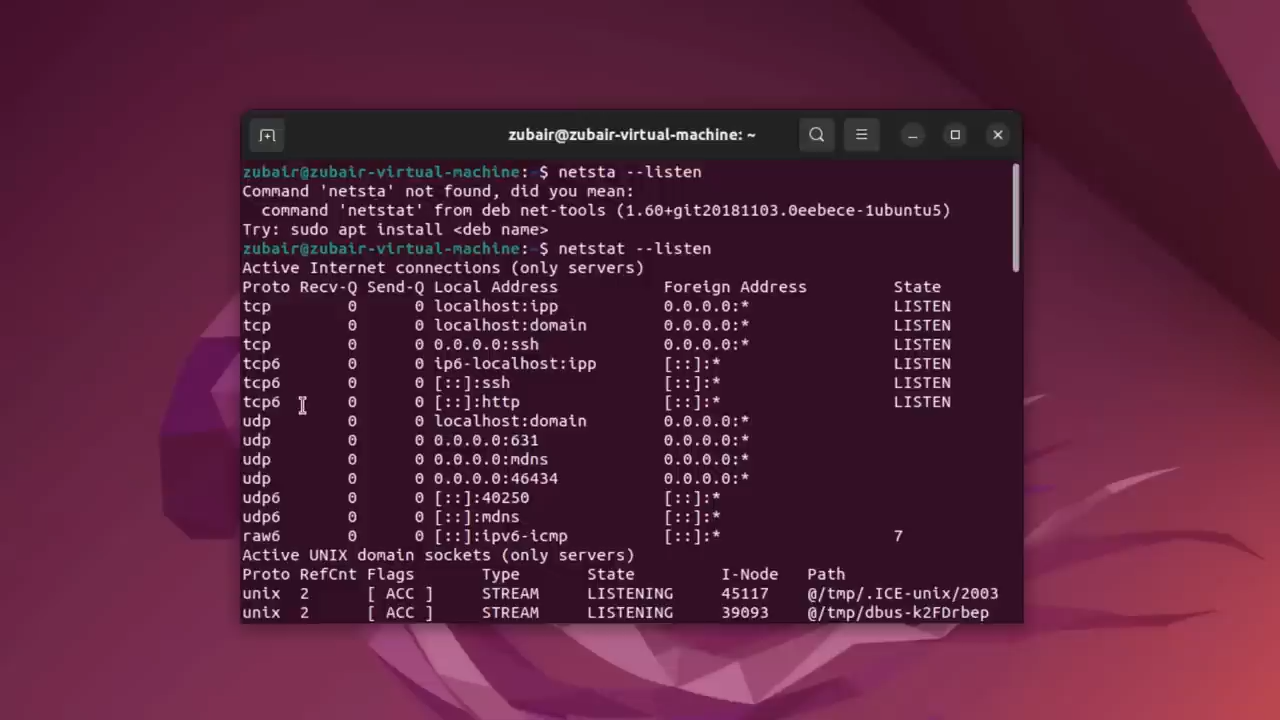 zubair@zubair-virtual-machine: ~
zubair@zubair-virtual-machine:~$ netsta --listen
Command 'netsta' not found, did you mean:
  command 'netstat' from deb net-tools (1.60+git20181103.0eebece-1ubuntu5)
Try: sudo apt install <deb name>
zubair@zubair-virtual-machine:~$ netstat --listen
Active Internet connections (only servers)
Proto Recv-Q Send-Q Local Address           Foreign Address         State
tcp        0      0 localhost:ipp           0.0.0.0:*               LISTEN
tcp        0      0 localhost:domain        0.0.0.0:*               LISTEN
tcp        0      0 0.0.0.0:ssh             0.0.0.0:*               LISTEN
tcp6       0      0 ip6-localhost:ipp       [::]:*                  LISTEN
tcp6       0      0 [::]:ssh                [::]:*                  LISTEN
tcp6       0      0 [::]:http               [::]:*                  LISTEN
udp        0      0 localhost:domain        0.0.0.0:*
udp        0      0 0.0.0.0:631             0.0.0.0:*
udp        0      0 0.0.0.0:mdns            0.0.0.0:*
udp        0      0 0.0.0.0:46434           0.0.0.0:*
udp6       0      0 [::]:40250              [::]:*
udp6       0      0 [::]:mdns               [::]:*
raw6       0      0 [::]:ipv6-icmp          [::]:*                  7
Active UNIX domain sockets (only servers)
Proto RefCnt Flags       Type       State         I-Node   Path
unix  2      [ ACC ]     STREAM     LISTENING     45117    @/tmp/.ICE-unix/2003
unix  2      [ ACC ]     STREAM     LISTENING     39093    @/tmp/dbus-k2FDrbep